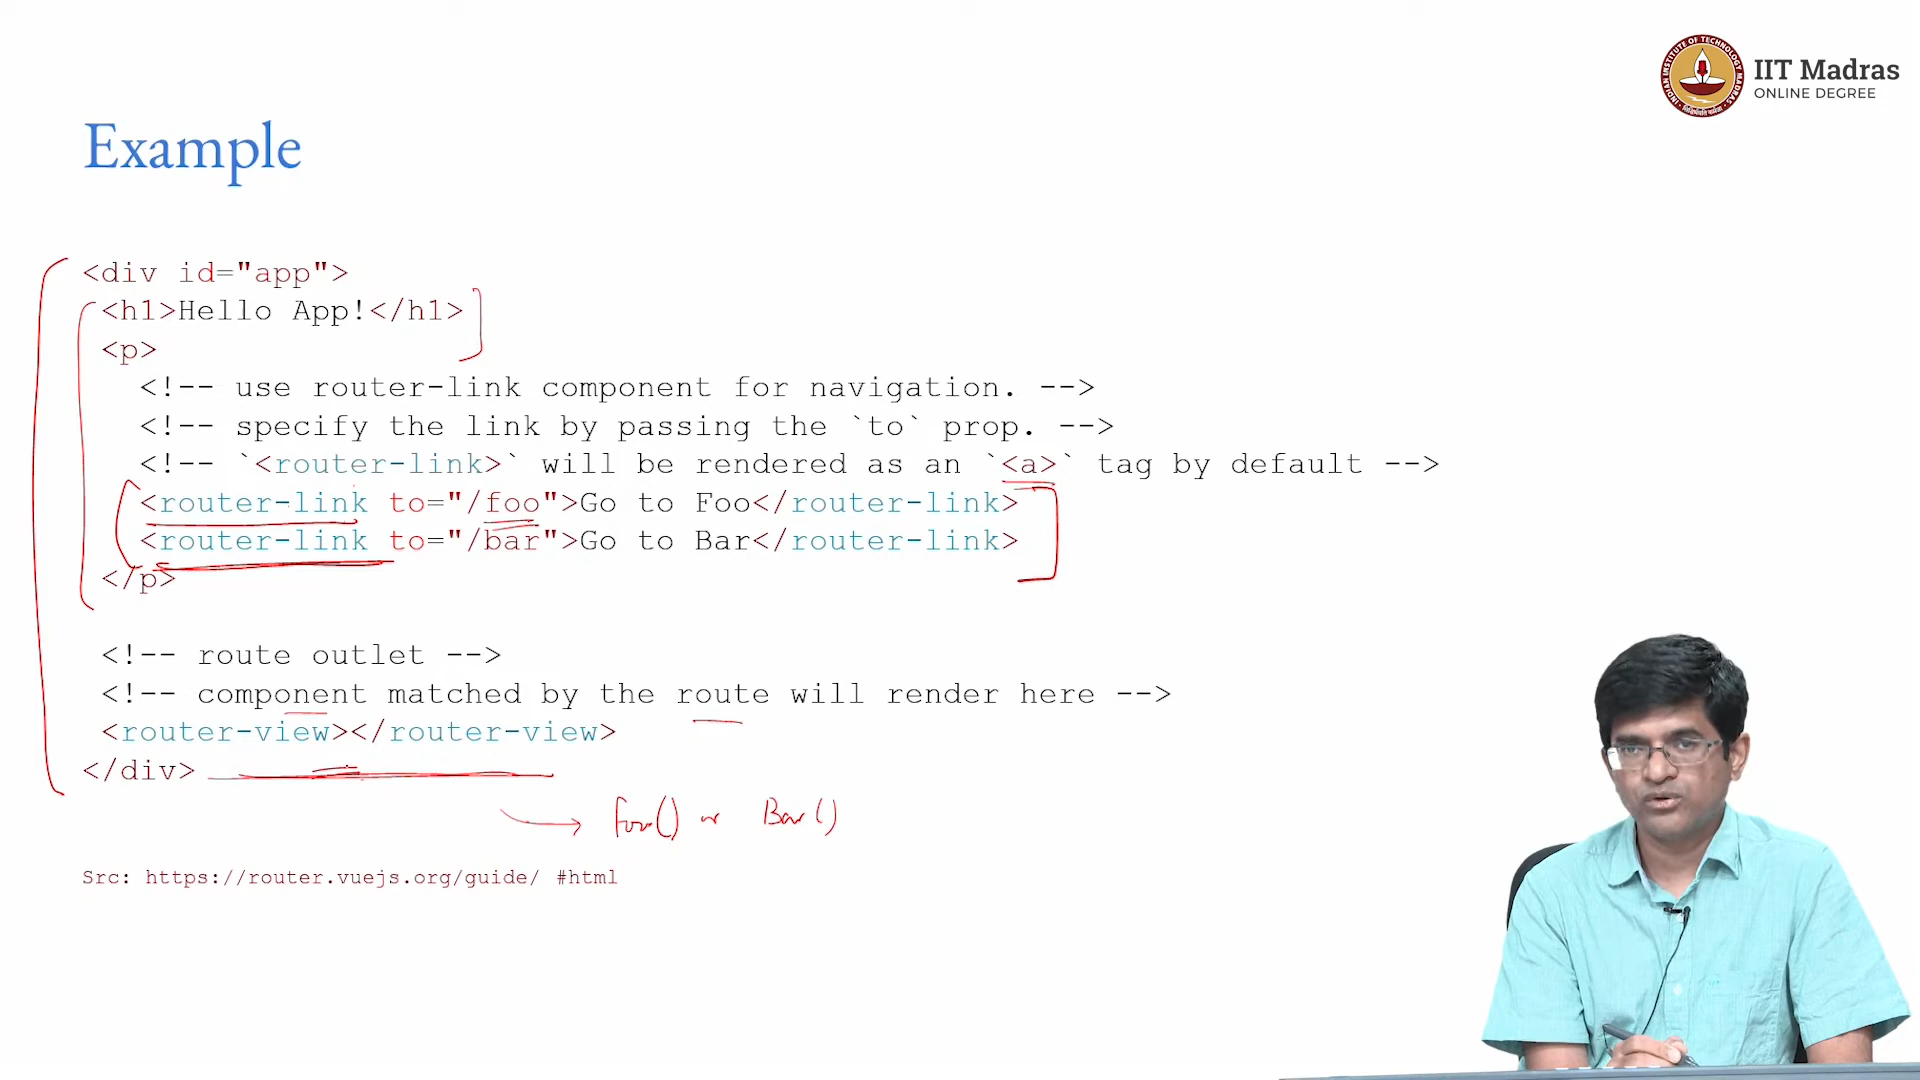 IIT Madras
ONLINE DEGREE
Example
<div id="app">
<h1>Hello App!</h1>
<p>
<!-- use router-link component for navigation. -->
<!-- specify the link by passing the `to` prop. -->
<!-- `<router-link>` will be rendered as an `<a>` tag by default -->
<router-link to="/foo">Go to Foo</router-link>
<router-link to="/bar">Go to Bar</router-link>
</p>
<!-- route outlet -->
<!-- component matched by the route will render here -->
<router-view></router-view>
</div>
Foo() or Bar()
Src: https://router.vuejs.org/guide/ #html